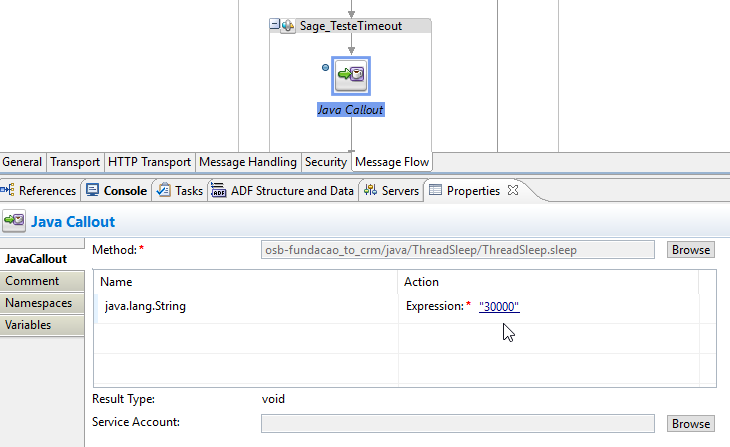 Sage_TesteTimeout
Java Callout
General Transport HTTP Transport Message Handling Security Message Flow
References Console Tasks ADF Structure and Data Servers Properties
Java Callout
JavaCallout
Comment
Namespaces
Variables
Method:* osb-fundacao_to_crm/java/ThreadSleep/ThreadSleep.sleep Browse
Name Action
java.lang.String Expression:* "30000"
Result Type: void
Service Account: Browse